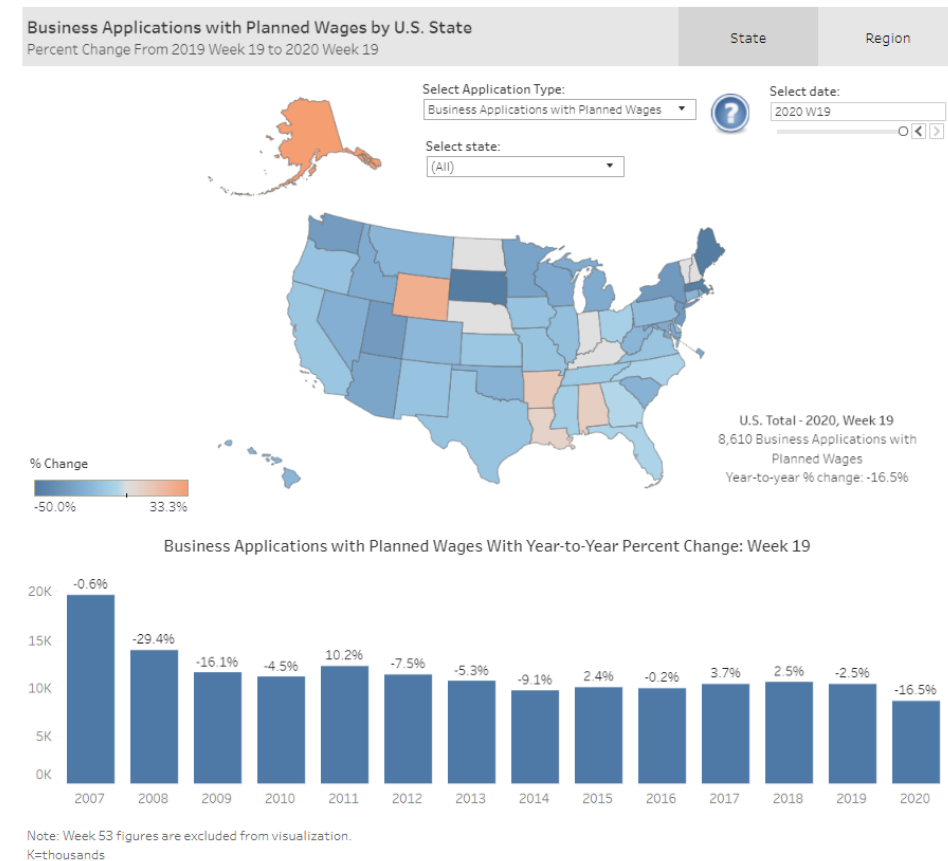 Business Applications with Planned Wages by U.S. State
Percent Change From 2019 Week 19 to 2020 Week 19
State
Region
Select Application Type:
Business Applications with Planned Wages
Select state:
(All)
?
Select date:
2020 W19
U.S. Total - 2020, Week 19
8,610 Business Applications with
Planned Wages
Year-to-year % change: -16.5%
% Change
-50.0%
33.3%
Business Applications with Planned Wages With Year-to-Year Percent Change: Week 19
20K
15K
10K
5K
0K
-0.6%
-29.4%
-16.1%
-4.5%
10.2%
-7.5%
-5.3%
-9.1%
2.4%
-0.2%
3.7%
2.5%
-2.5%
-16.5%
2007
2008
2009
2010
2011
2012
2013
2014
2015
2016
2017
2018
2019
2020
Note: Week 53 figures are excluded from visualization.
K=thousands